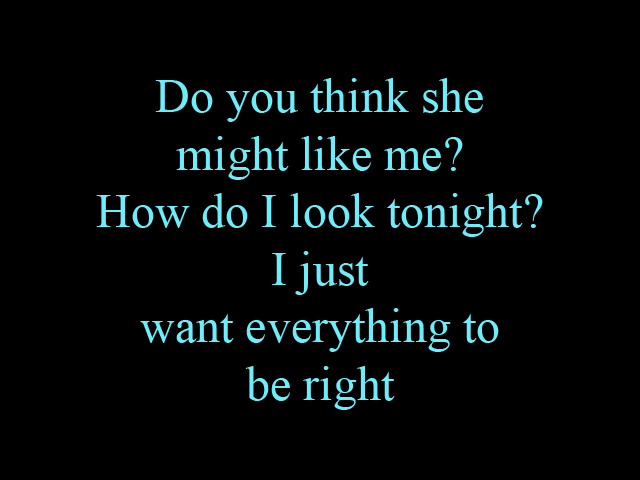 Do you think she
might like me?
How do I look tonight?
I just
want everything to
be right